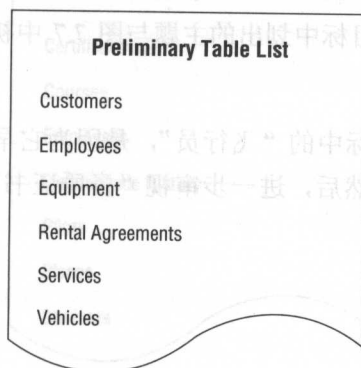 Preliminary Table List
Customers
Employees
Equipment
Rental Agreements
Services
Vehicles